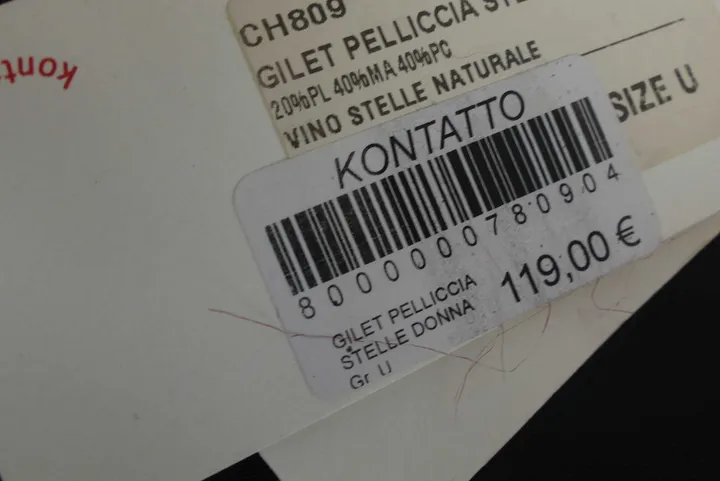 Kont
CH809
GILET PELLICCIA
20%PL 40%MA 40%PC
VINO STELLE NATURALE
SIZE U
KONTATTO
8000000780904
GILET PELLICCIA
STELLE DONNA
119,00 €
Gr U